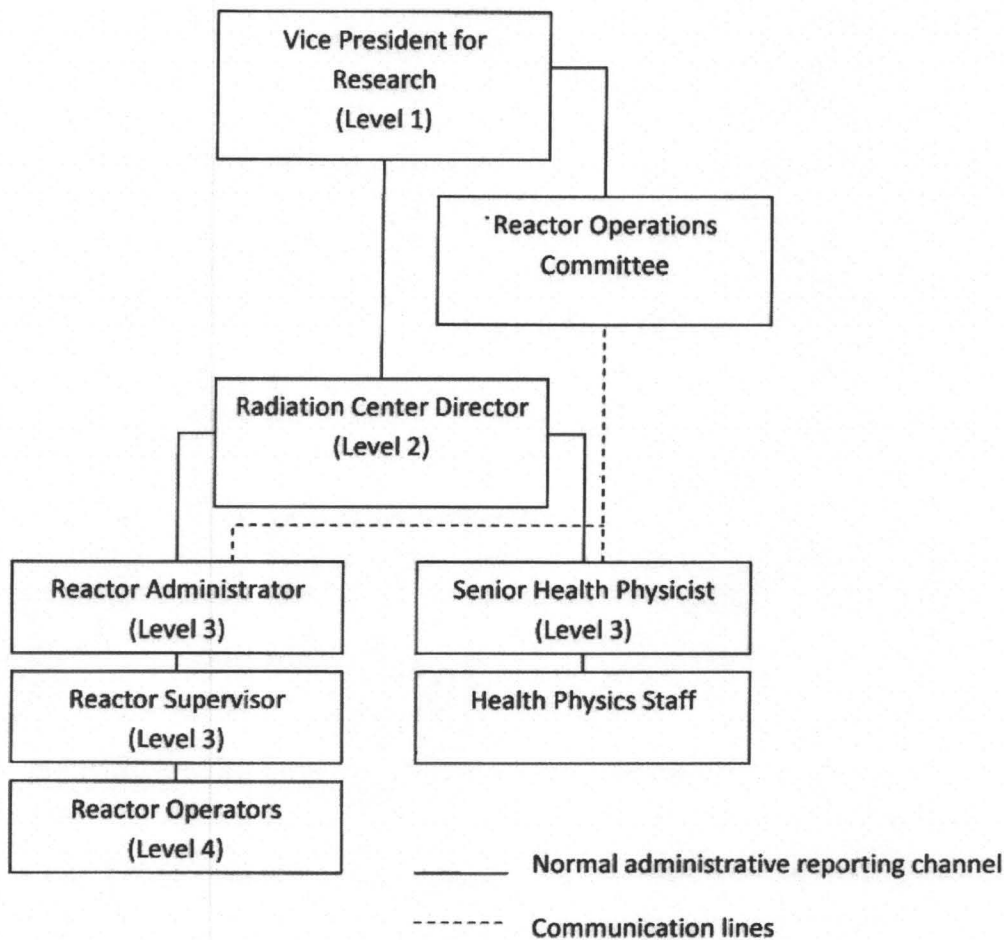 Vice President for
Research
(Level 1)
Reactor Operations
Committee
Radiation Center Director
(Level 2)
Reactor Administrator
(Level 3)
Senior Health Physicist
(Level 3)
Reactor Supervisor
(Level 3)
Health Physics Staff
Reactor Operators
(Level 4)
Normal administrative reporting channel
Communication lines